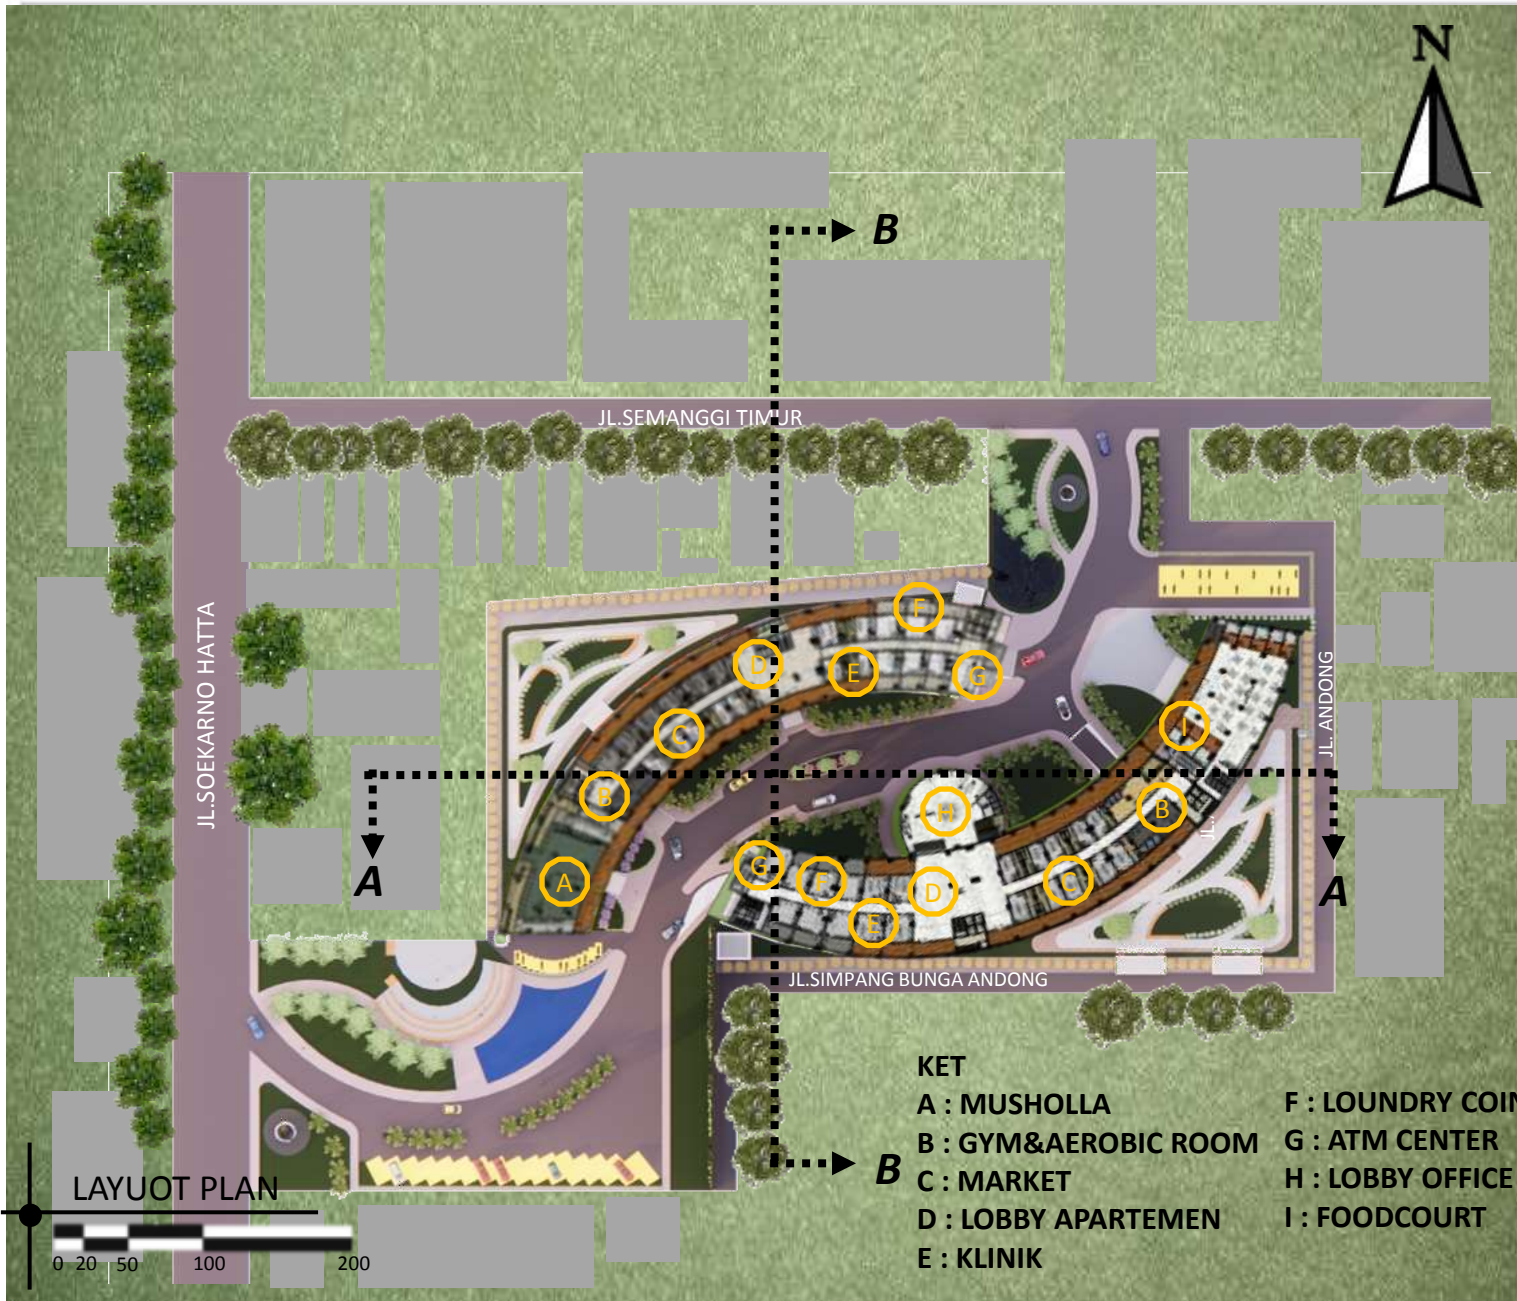 N
B
JL.SEMANGGI TIMUR
JL.SOEKARNO HATTA
F
D
E
G
JL. ANDONG
C
I
B
H
B
JL.
A
G
F
D
C
E
A
A
JL.SIMPANG BUNGA ANDONG
KET
A : MUSHOLLA
B : GYM&AEROBIC ROOM
C : MARKET
D : LOBBY APARTEMEN
E : KLINIK
F : LOUNDRY COIN
G : ATM CENTER
H : LOBBY OFFICE
I : FOODCOURT
B
LAYUOT PLAN
0 20 50 100 200